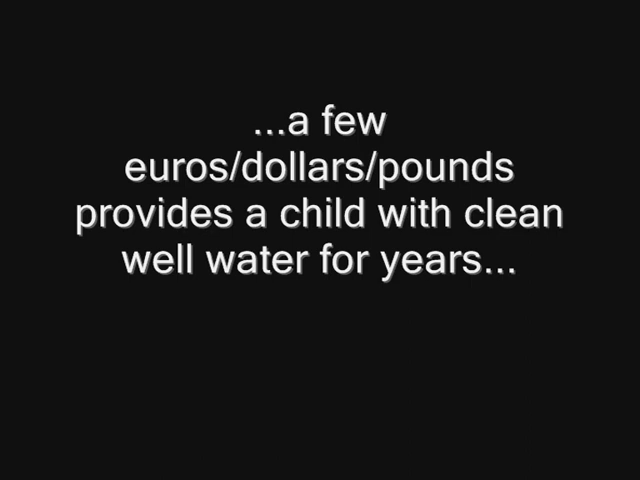 ...a few
euros/dollars/pounds
provides a child with clean
well water for years...